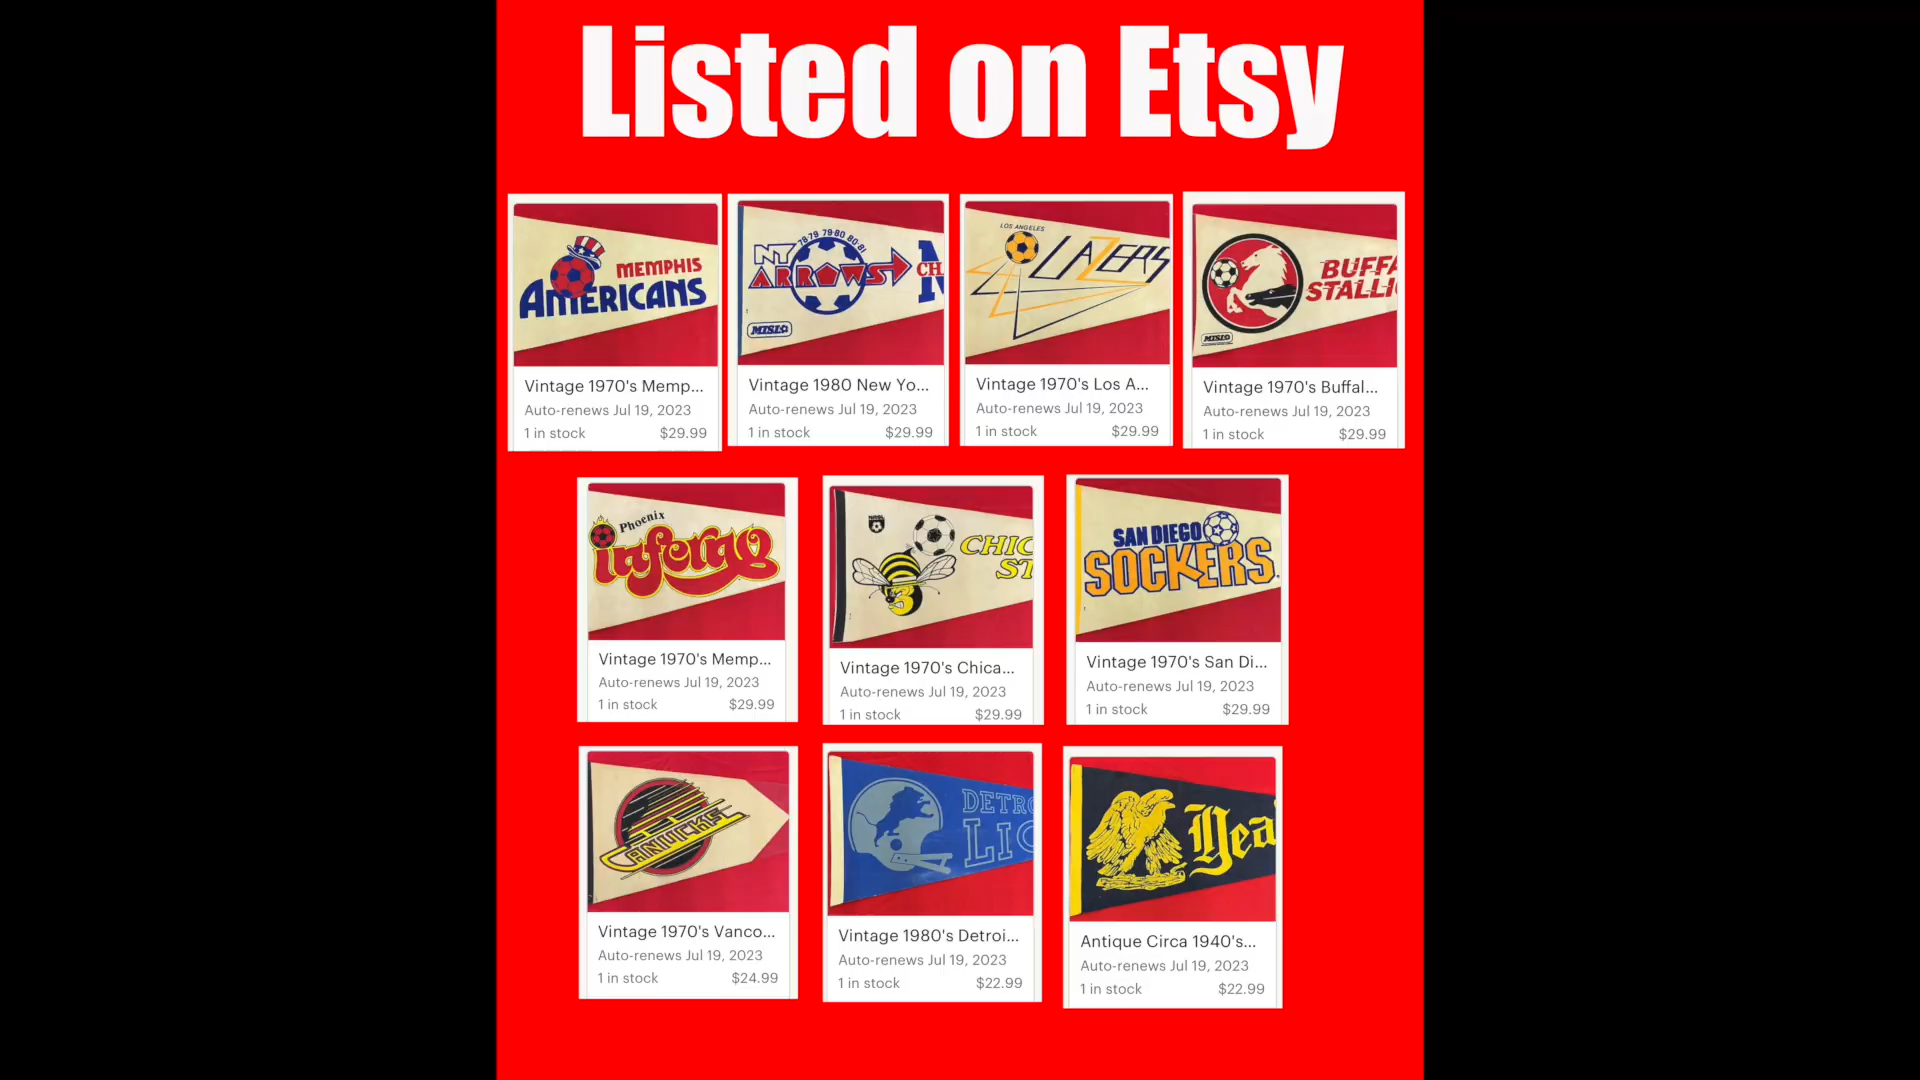 Listed on Etsy
MEMPHIS
AMERICANS
Vintage 1970's Memp...
Auto-renews Jul 19, 2023
1 in stock $29.99
78-79 79-80 80-81
NY
ARROWS
CH
N
MISL
Vintage 1980 New Yo...
Auto-renews Jul 19, 2023
1 in stock $29.99
LOS ANGELES
LAZERS
Vintage 1970's Los A...
Auto-renews Jul 19, 2023
1 in stock $29.99
BUFFA
STALLI
MISL
Vintage 1970's Buffal...
Auto-renews Jul 19, 2023
1 in stock $29.99
Phoenix
inferno
Vintage 1970's Memp...
Auto-renews Jul 19, 2023
1 in stock $29.99
CHIC
ST
3
Vintage 1970's Chica...
Auto-renews Jul 19, 2023
1 in stock $29.99
SAN DIEGO
SOCKERS
Vintage 1970's San Di...
Auto-renews Jul 19, 2023
1 in stock $29.99
CANUCKS
Vintage 1970's Vanco...
Auto-renews Jul 19, 2023
1 in stock $24.99
DETRO
LIO
Vintage 1980's Detroi...
Auto-renews Jul 19, 2023
1 in stock $22.99
Yea
Antique Circa 1940's...
Auto-renews Jul 19, 2023
1 in stock $22.99